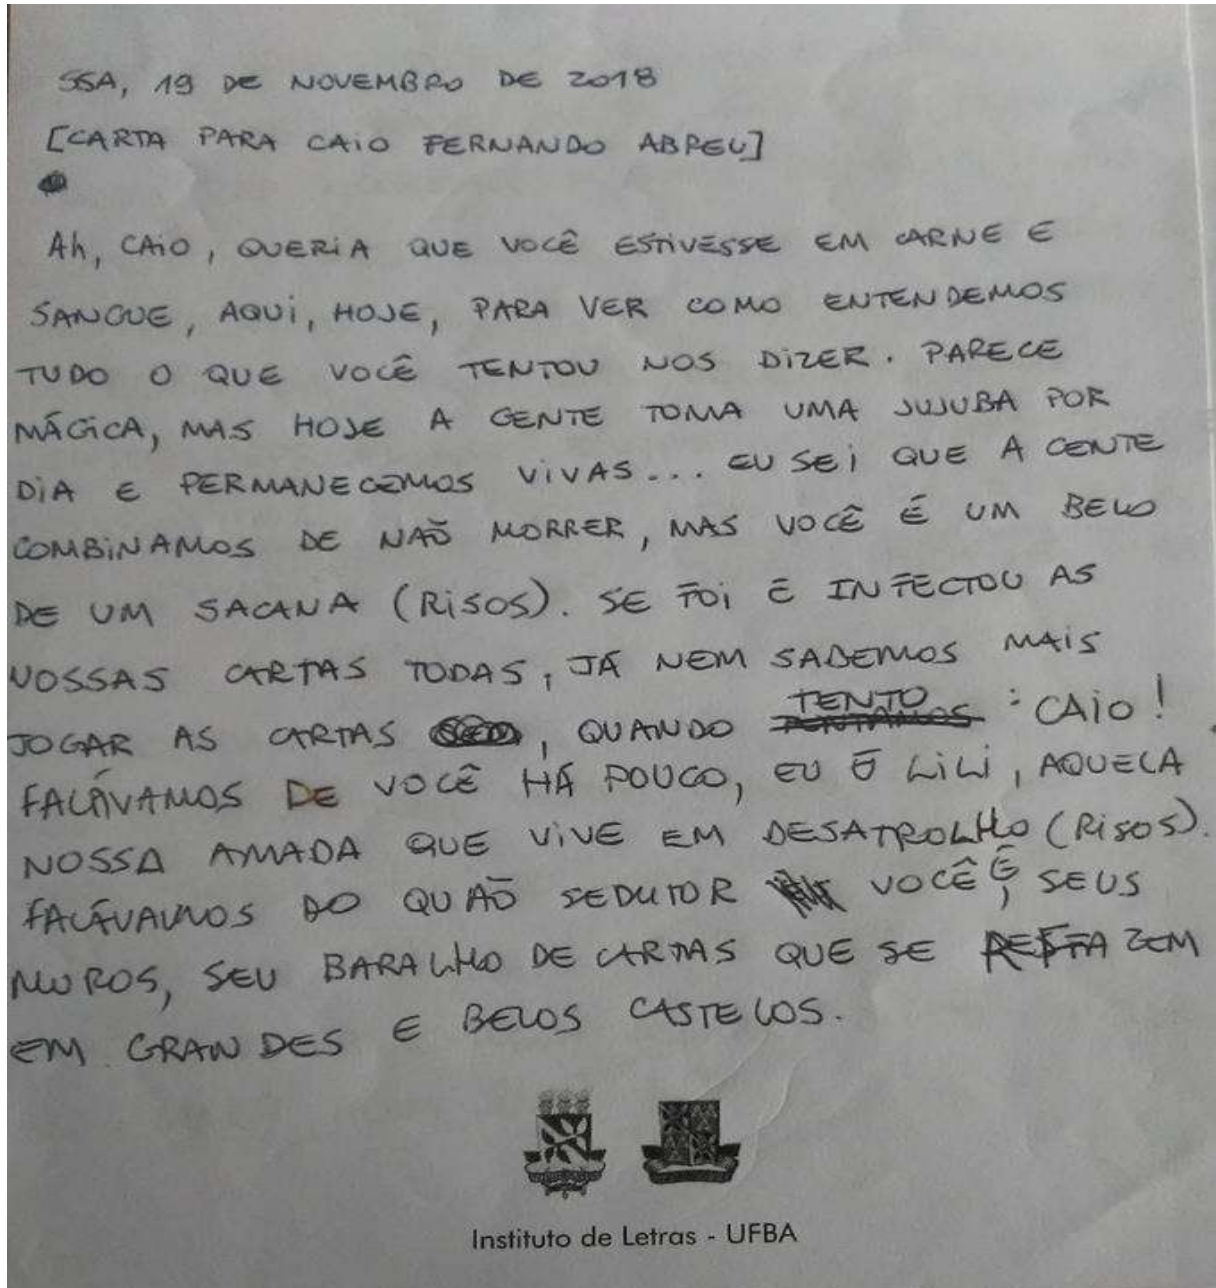 SSA, 19 DE NOVEMBRO DE 2018
[CARTA PARA CAIO FERNANDO ABREU]
Ah, CAIO, QUERIA QUE VOCÊ ESTIVESSE EM CARNE E
SANGUE, AQUI, HOJE, PARA VER COMO ENTENDEMOS
TUDO O QUE VOCÊ TENTOU NOS DIZER. PARECE
MÁGICA, MAS HOJE A GENTE TOMA UMA JUJUBA POR
DIA E PERMANECEMOS VIVAS... EU SEI QUE A GENTE
COMBINAMOS DE NÃO MORRER, MAS VOCÊ É UM BELO
DE UM SACANA (RISOS). SE FOI E INFECTOU AS
NOSSAS CARTAS TODAS, JÁ NEM SABEMOS MAIS
JOGAR AS CARTAS, QUANDO TENTO : CAIO!
FALÁVAMOS DE VOCÊ HÁ POUCO, EU E LILI, AQUELA
NOSSA AMADA QUE VIVE EM DESATROLHO (RISOS).
FALÁVAMOS DO QUÃO SEDUTOR VOCÊ É, SEUS
MUROS, SEU BARALHO DE CARTAS QUE SE REFAZEM
EM GRANDES E BELOS CASTELOS.
Instituto de Letras - UFBA